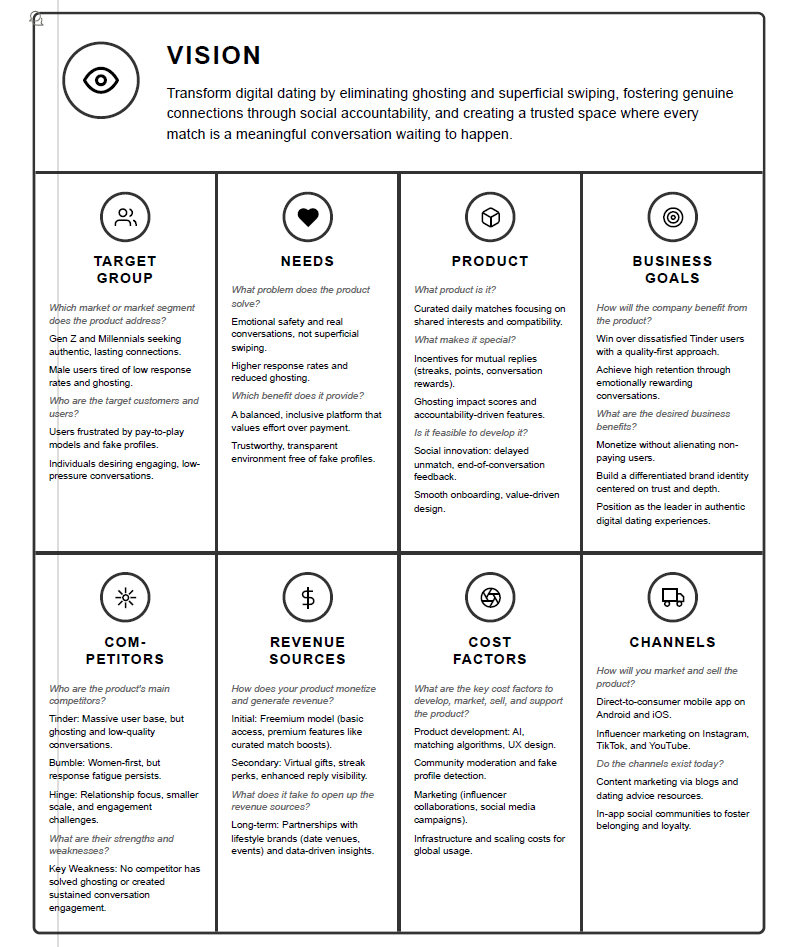 VISION
Transform digital dating by eliminating ghosting and superficial swiping, fostering genuine
connections through social accountability, and creating a trusted space where every
match is a meaningful conversation waiting to happen.
TARGET
GROUP
Which market or market segment
does the product address?
Gen Z and Millennials seeking
authentic, lasting connections.
Male users tired of low response
rates and ghosting.
Who are the target customers and
users?
Users frustrated by pay-to-play
models and fake profiles.
Individuals desiring engaging, low-
pressure conversations.
NEEDS
What problem does the product
solve?
Emotional safety and real
conversations, not superficial
swiping.
Higher response rates and
reduced ghosting.
Which benefit does it provide?
A balanced, inclusive platform that
values effort over payment.
Trustworthy, transparent
environment free of fake profiles.
PRODUCT
What product is it?
Curated daily matches focusing on
shared interests and compatibility.
What makes it special?
Incentives for mutual replies
(streaks, points, conversation
rewards).
Ghosting impact scores and
accountability-driven features.
Is it feasible to develop it?
Social innovation: delayed
unmatch, end-of-conversation
feedback.
Smooth onboarding, value-driven
design.
BUSINESS
GOALS
How will the company benefit from
the product?
Win over dissatisfied Tinder users
with a quality-first approach.
Achieve high retention through
emotionally rewarding
conversations.
What are the desired business
benefits?
Monetize without alienating non-
paying users.
Build a differentiated brand identity
centered on trust and depth.
Position as the leader in authentic
digital dating experiences.
COM-
PETITORS
Who are the product's main
competitors?
Tinder: Massive user base, but
ghosting and low-quality
conversations.
Bumble: Women-first, but
response fatigue persists.
Hinge: Relationship focus, smaller
scale, and engagement
challenges.
What are their strengths and
weaknesses?
Key Weakness: No competitor has
solved ghosting or created
sustained conversation
engagement.
REVENUE
SOURCES
How does your product monetize
and generate revenue?
Initial: Freemium model (basic
access, premium features like
curated match boosts).
Secondary: Virtual gifts, streak
perks, enhanced reply visibility.
What does it take to open up the
revenue sources?
Long-term: Partnerships with
lifestyle brands (date venues,
events) and data-driven insights.
COST
FACTORS
What are the key cost factors to
develop, market, sell, and support
the product?
Product development: AI,
matching algorithms, UX design.
Community moderation and fake
profile detection.
Marketing (influencer
collaborations, social media
campaigns).
Infrastructure and scaling costs for
global usage.
CHANNELS
How will you market and sell the
product?
Direct-to-consumer mobile app on
Android and iOS.
Influencer marketing on Instagram,
TikTok, and YouTube.
Do the channels exist today?
Content marketing via blogs and
dating advice resources.
In-app social communities to foster
belonging and loyalty.